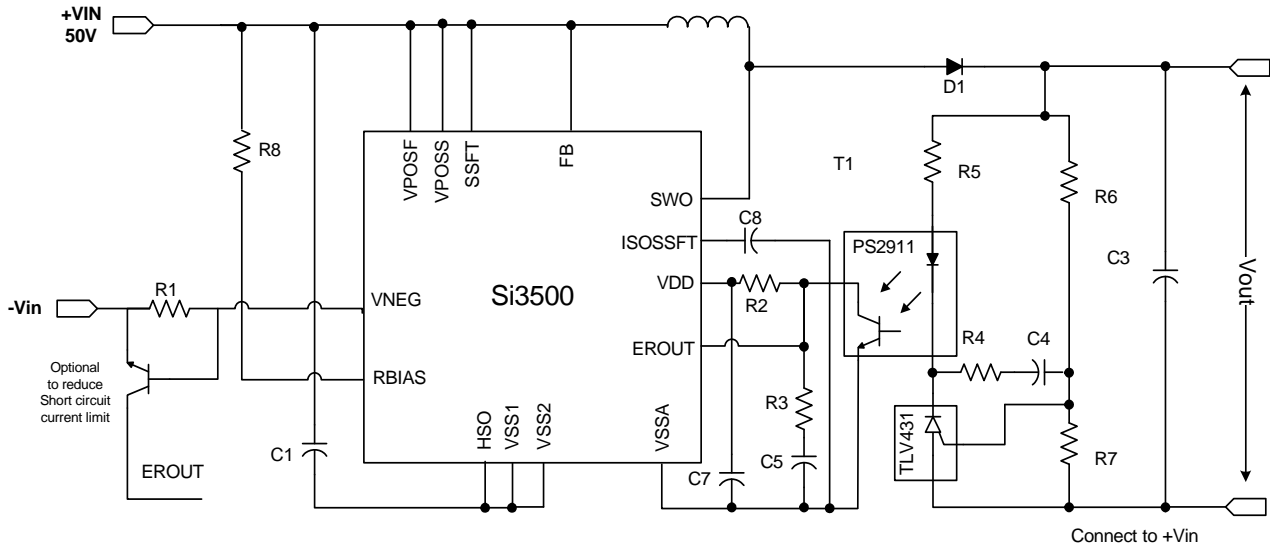 +VIN
50V
D1
R8
VPOSF
VPOSS
SSFT
FB
T1
R5
R6
SWO
C8
ISOSSFT
PS2911
C3
Vout
R1
VDD
-Vin
VNEG
Si3500
R2
EROUT
R4
C4
Optional
to reduce
Short circuit
current limit
RBIAS
R3
HSO
VSS1
VSS2
VSSA
TLV431
C1
R7
EROUT
C7
C5
Connect to +Vin